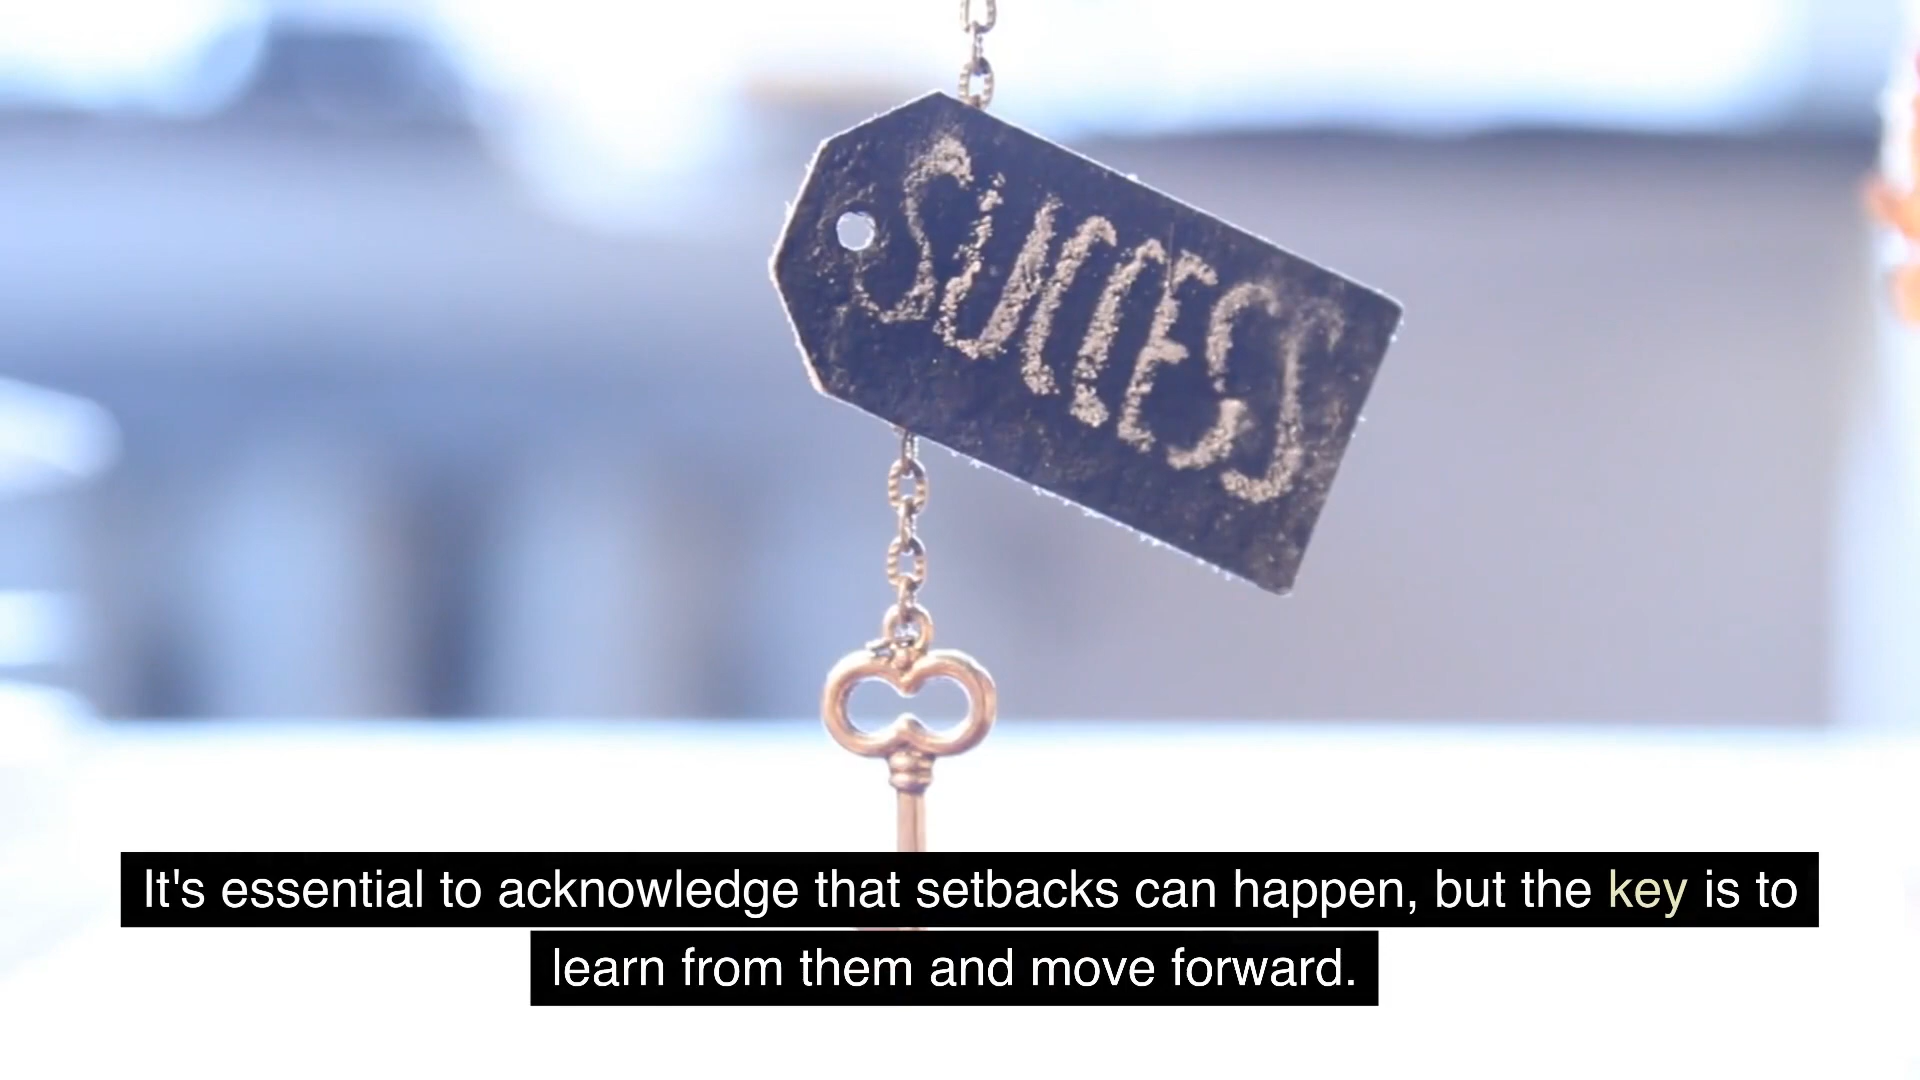 SUCCESS
It's essential to acknowledge that setbacks can happen, but the key is to
learn from them and move forward.